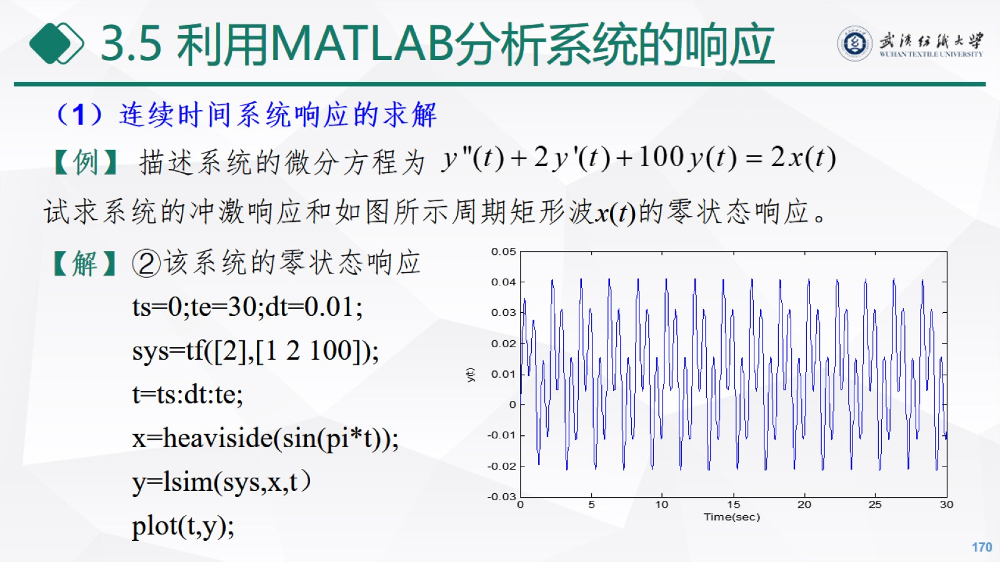 3.5 利用MATLAB分析系统的响应
武汉纺织大学
WUHAN TEXTILE UNIVERSITY
（1）连续时间系统响应的求解
【例】描述系统的微分方程为 y''(t)+2y'(t)+100y(t)=2x(t)
试求系统的冲激响应和如图所示周期矩形波x(t)的零状态响应。
【解】②该系统的零状态响应
ts=0;te=30;dt=0.01;
sys=tf([2],[1 2 100]);
t=ts:dt:te;
x=heaviside(sin(pi*t));
y=lsim(sys,x,t）
plot(t,y);
0.05
0.04
0.03
0.02
0.01
0
-0.01
-0.02
-0.03
y(t)
0 5 10 15 20 25 30
Time(sec)
170